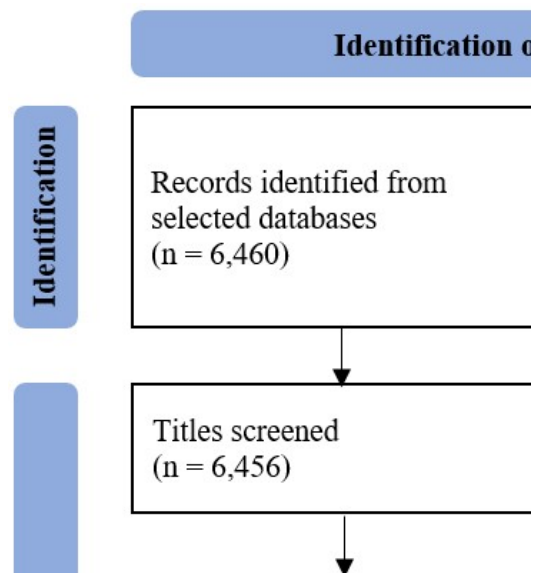 Identification o
Identification
Records identified from
selected databases
(n = 6,460)
Titles screened
(n = 6,456)